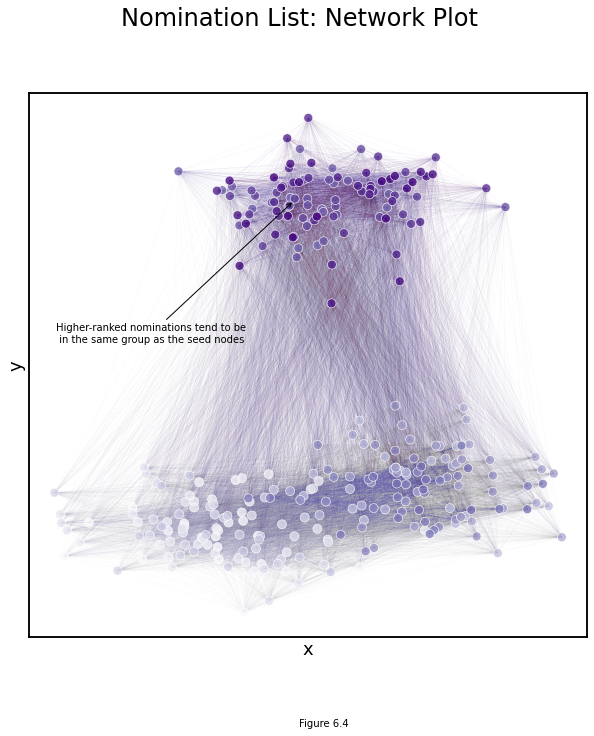 Nomination List: Network Plot
Higher-ranked nominations tend to be
in the same group as the seed nodes
y
x
Figure 6.4